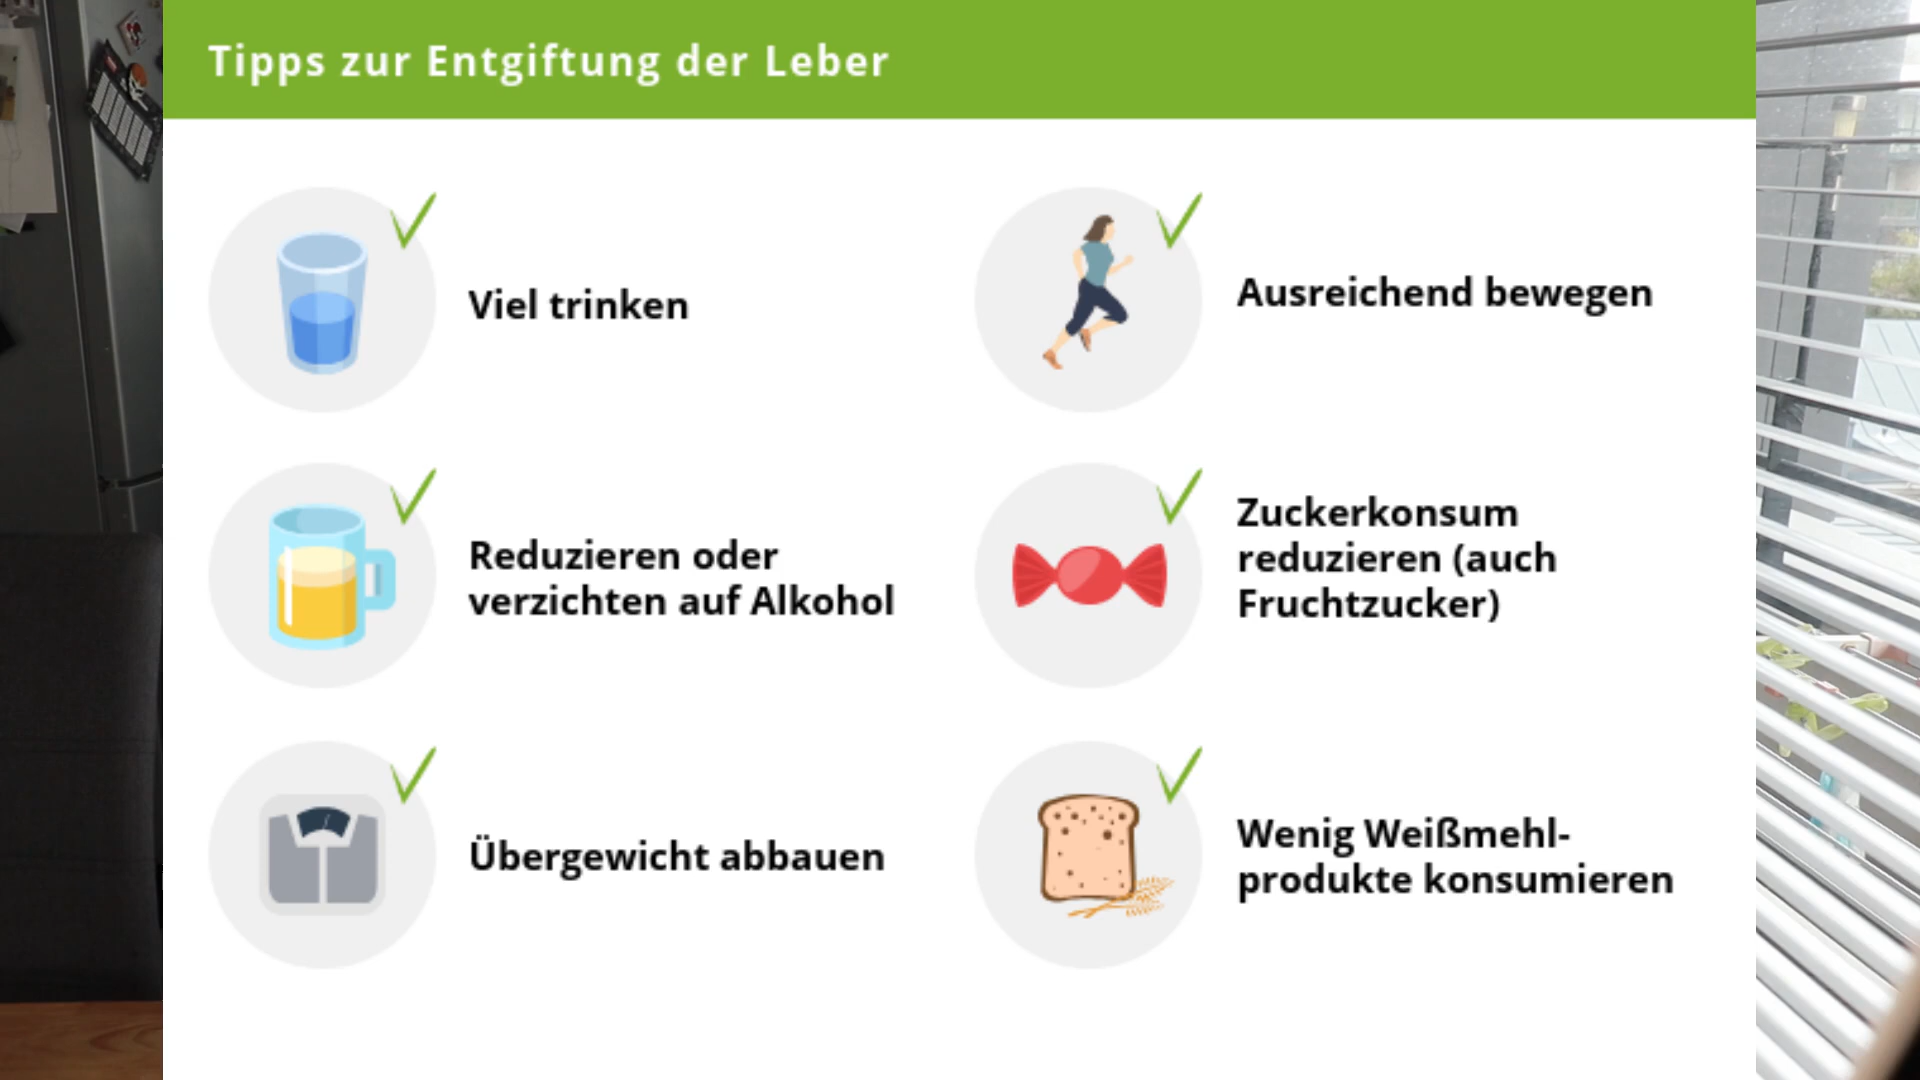 Tipps zur Entgiftung der Leber
Viel trinken
Ausreichend bewegen
Reduzieren oder
verzichten auf Alkohol
Zuckerkonsum
reduzieren (auch
Fruchtzucker)
Übergewicht abbauen
Wenig Weißmehl-
produkte konsumieren